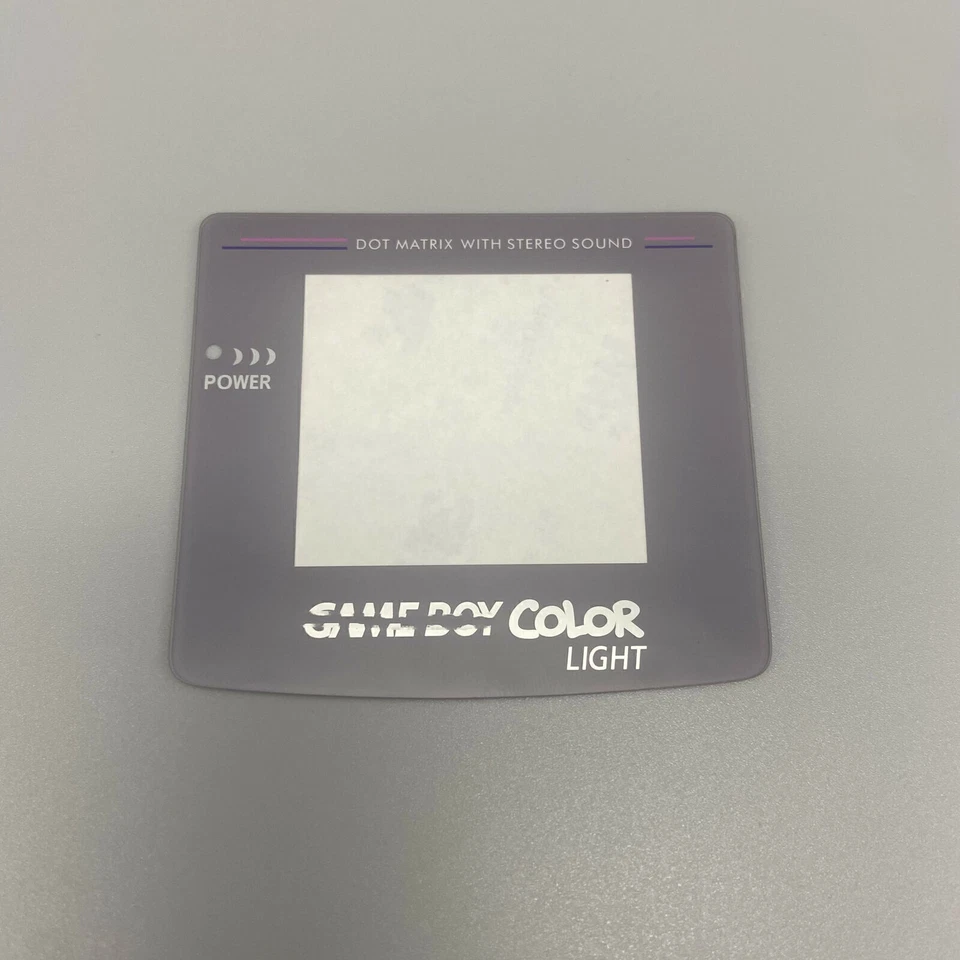 DOT MATRIX WITH STEREO SOUND
POWER
GAME BOY COLOR
LIGHT